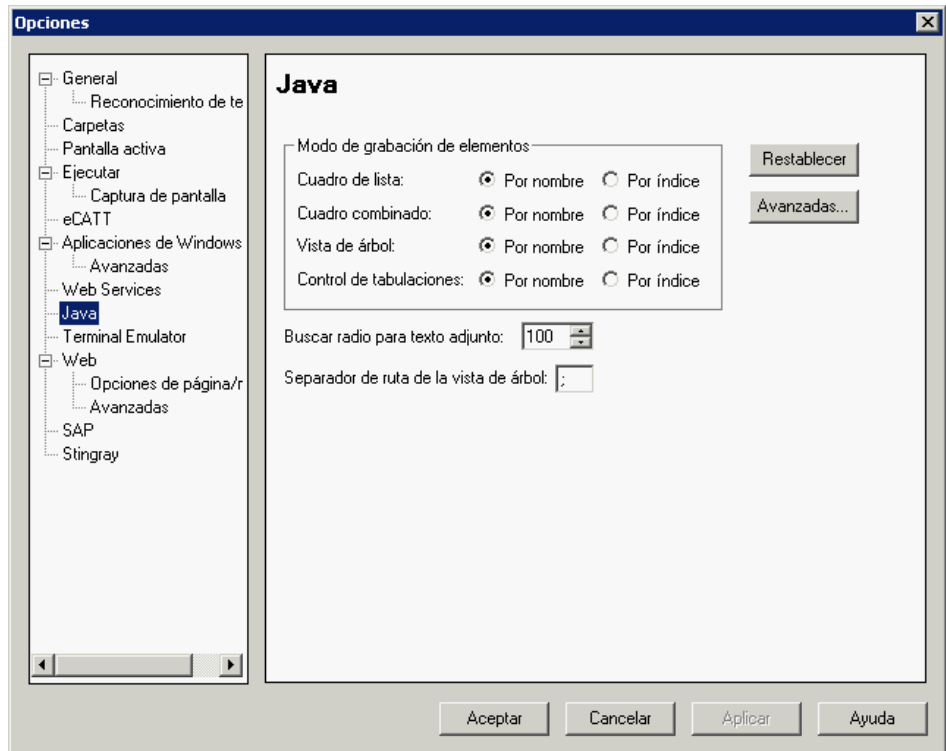 Opciones
General
Reconocimiento de te
Carpetas
Pantalla activa
Ejecutar
Captura de pantalla
eCATT
Aplicaciones de Windows
Avanzadas
Web Services
Java
Terminal Emulator
Web
Opciones de página/r
Avanzadas
SAP
Stingray
Java
Modo de grabación de elementos
Cuadro de lista: Por nombre Por índice
Cuadro combinado: Por nombre Por índice
Vista de árbol: Por nombre Por índice
Control de tabulaciones: Por nombre Por índice
Restablecer
Avanzadas...
Buscar radio para texto adjunto: 100
Separador de ruta de la vista de árbol: ;
Aceptar Cancelar Aplicar Ayuda